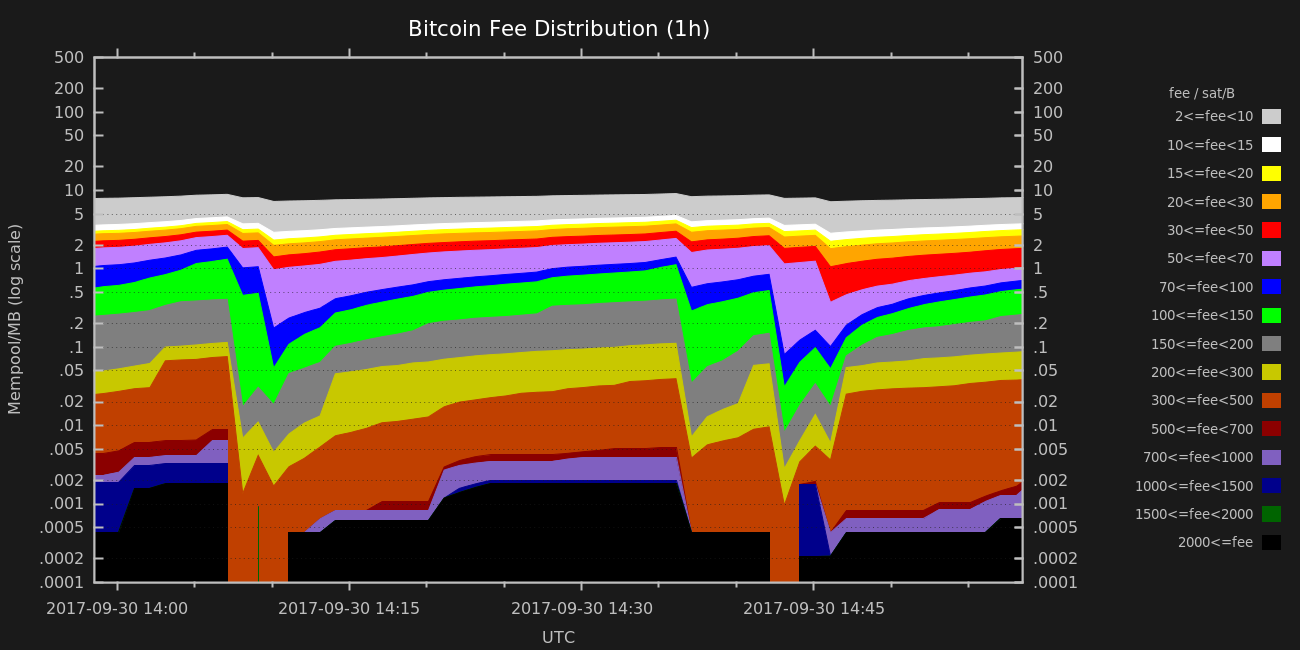 Bitcoin Fee Distribution (1h)
Mempool/MB (log scale)
500
200
100
50
20
10
5
2
1
.5
.2
.1
.05
.02
.01
.005
.002
.001
.0005
.0002
.0001
500
200
100
50
20
10
5
2
1
.5
.2
.1
.05
.02
.01
.005
.002
.001
.0005
.0002
.0001
2017-09-30 14:00
2017-09-30 14:15
2017-09-30 14:30
2017-09-30 14:45
UTC
fee / sat/B
2<=fee<10
10<=fee<15
15<=fee<20
20<=fee<30
30<=fee<50
50<=fee<70
70<=fee<100
100<=fee<150
150<=fee<200
200<=fee<300
300<=fee<500
500<=fee<700
700<=fee<1000
1000<=fee<1500
1500<=fee<2000
2000<=fee